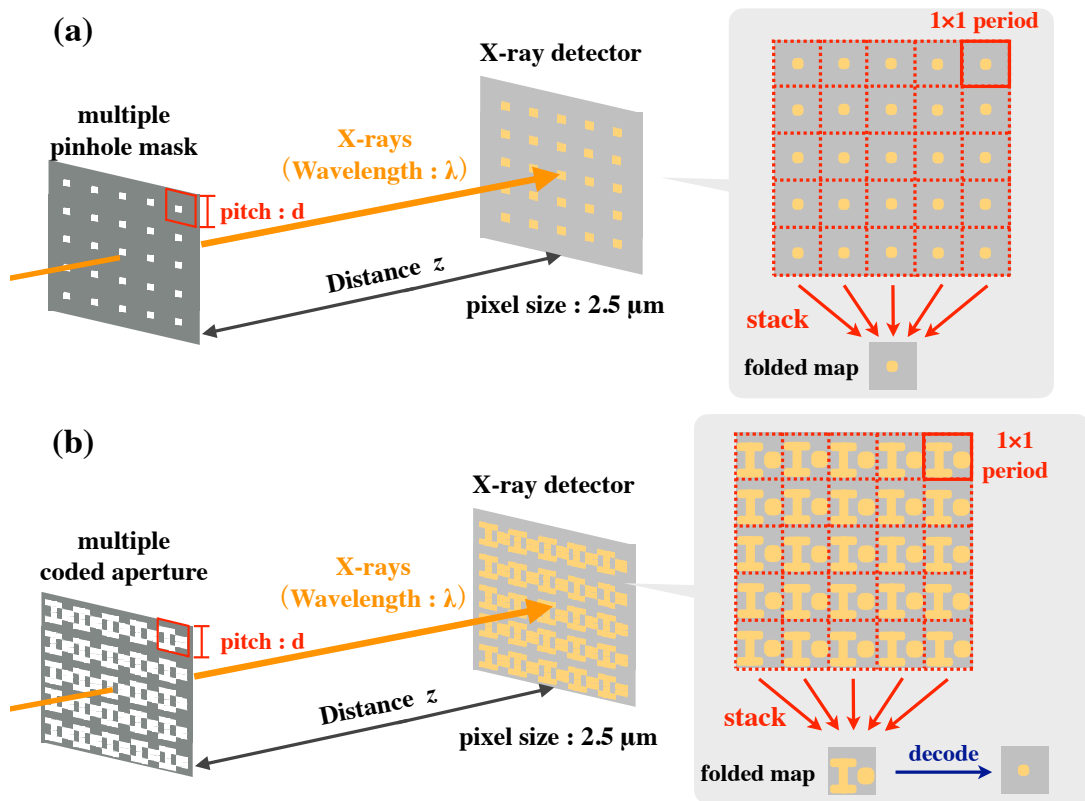 (a)
1×1 period
X-ray detector
multiple
pinhole mask
X-rays
(Wavelength : λ)
pitch : d
Distance z
pixel size : 2.5 μm
stack
folded map
(b)
1×1
period
X-ray detector
multiple
coded aperture
X-rays
(Wavelength : λ)
pitch : d
Distance z
pixel size : 2.5 μm
stack
folded map
decode